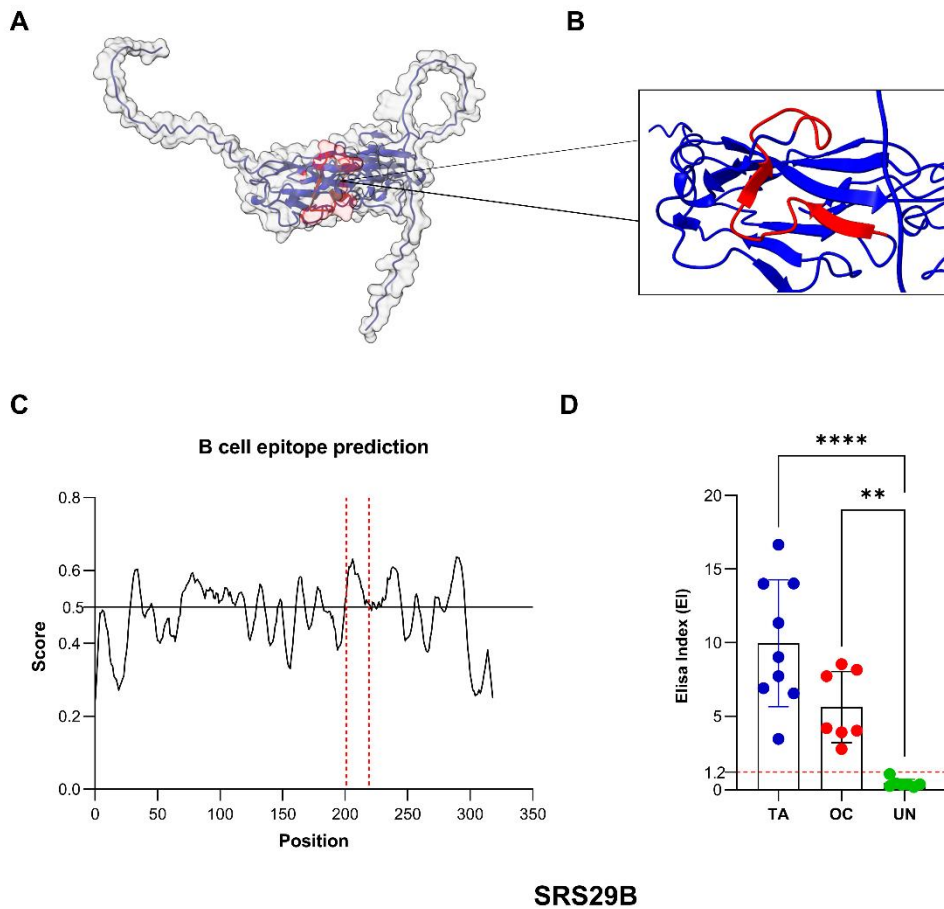 A
B
C
B cell epitope prediction
Score
0.8
0.6
0.5
0.4
0.2
0.0
0 50 100 150 200 250 300 350
Position
D
****
**
Elisa Index (EI)
20
15
10
5
1.2
0
TA OC UN
SRS29B